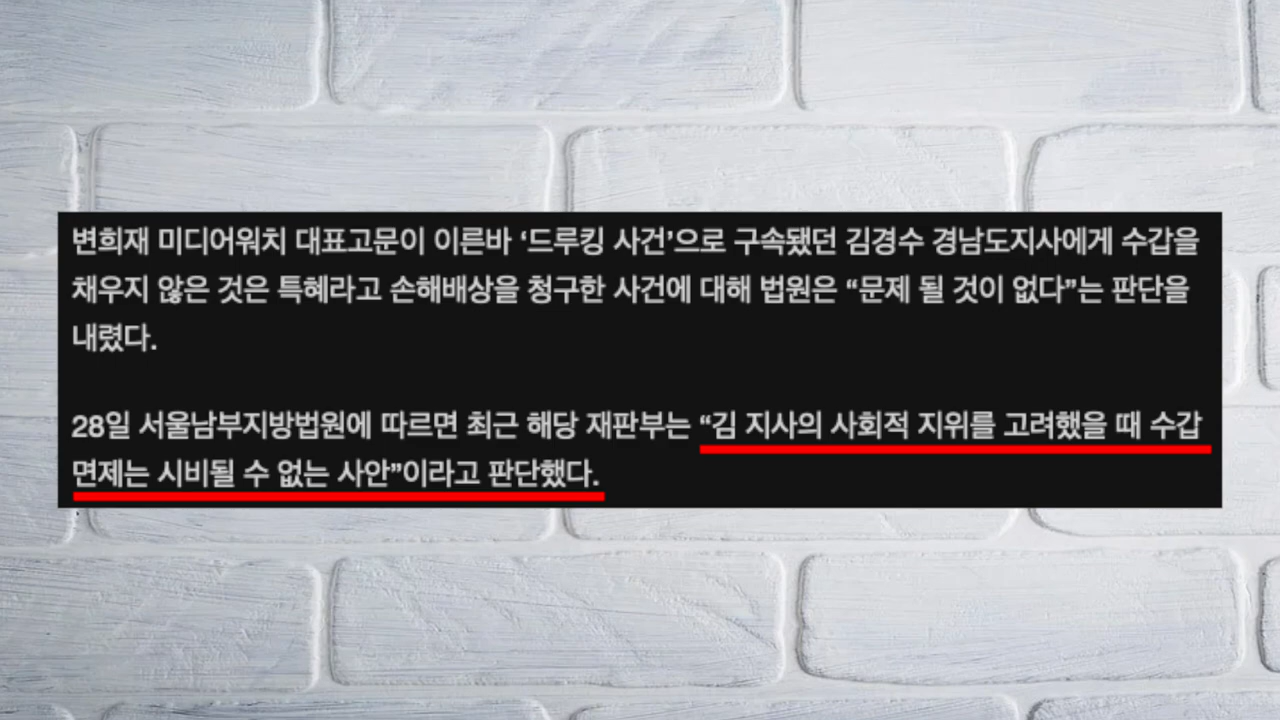 변희재 미디어워치 대표고문이 이른바 ‘드루킹 사건’으로 구속됐던 김경수 경남도지사에게 수갑을
채우지 않은 것은 특혜라고 손해배상을 청구한 사건에 대해 법원은 “문제 될 것이 없다”는 판단을
내렸다.
28일 서울남부지방법원에 따르면 최근 해당 재판부는 “김 지사의 사회적 지위를 고려했을 때 수갑
면제는 시비될 수 없는 사안”이라고 판단했다.